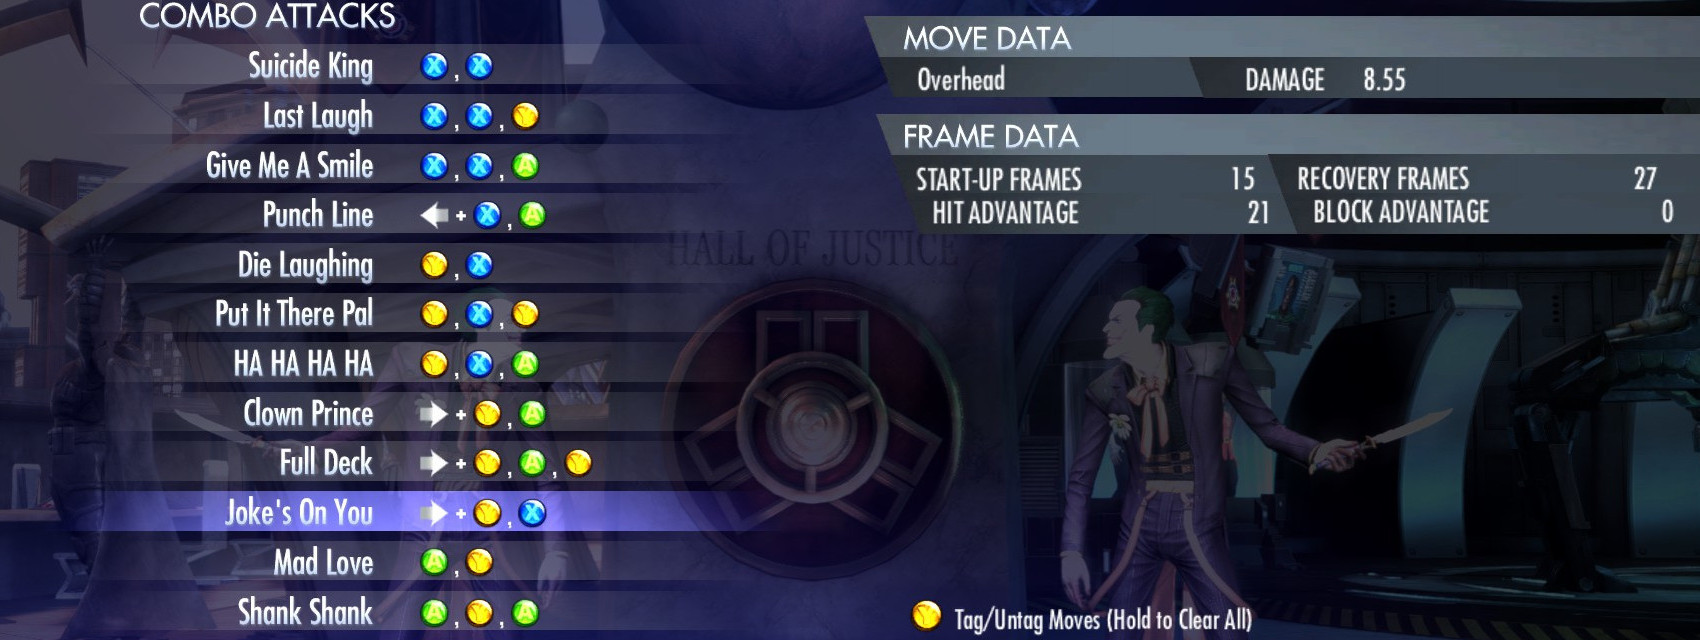 COMBO ATTACKS
Suicide King X , X
Last Laugh X , X , Y
Give Me A Smile X , X , A
Punch Line + X , A
Die Laughing Y , X
Put It There Pal Y , X , Y
HA HA HA HA Y , X , A
Clown Prince + Y , A
Full Deck + Y , A , Y
Joke's On You + Y , X
Mad Love A , Y
Shank Shank A , Y , A
MOVE DATA
Overhead DAMAGE 8.55
FRAME DATA
START-UP FRAMES 15 RECOVERY FRAMES 27
HIT ADVANTAGE 21 BLOCK ADVANTAGE 0
HALL OF JUSTICE
Y Tag/Untag Moves (Hold to Clear All)